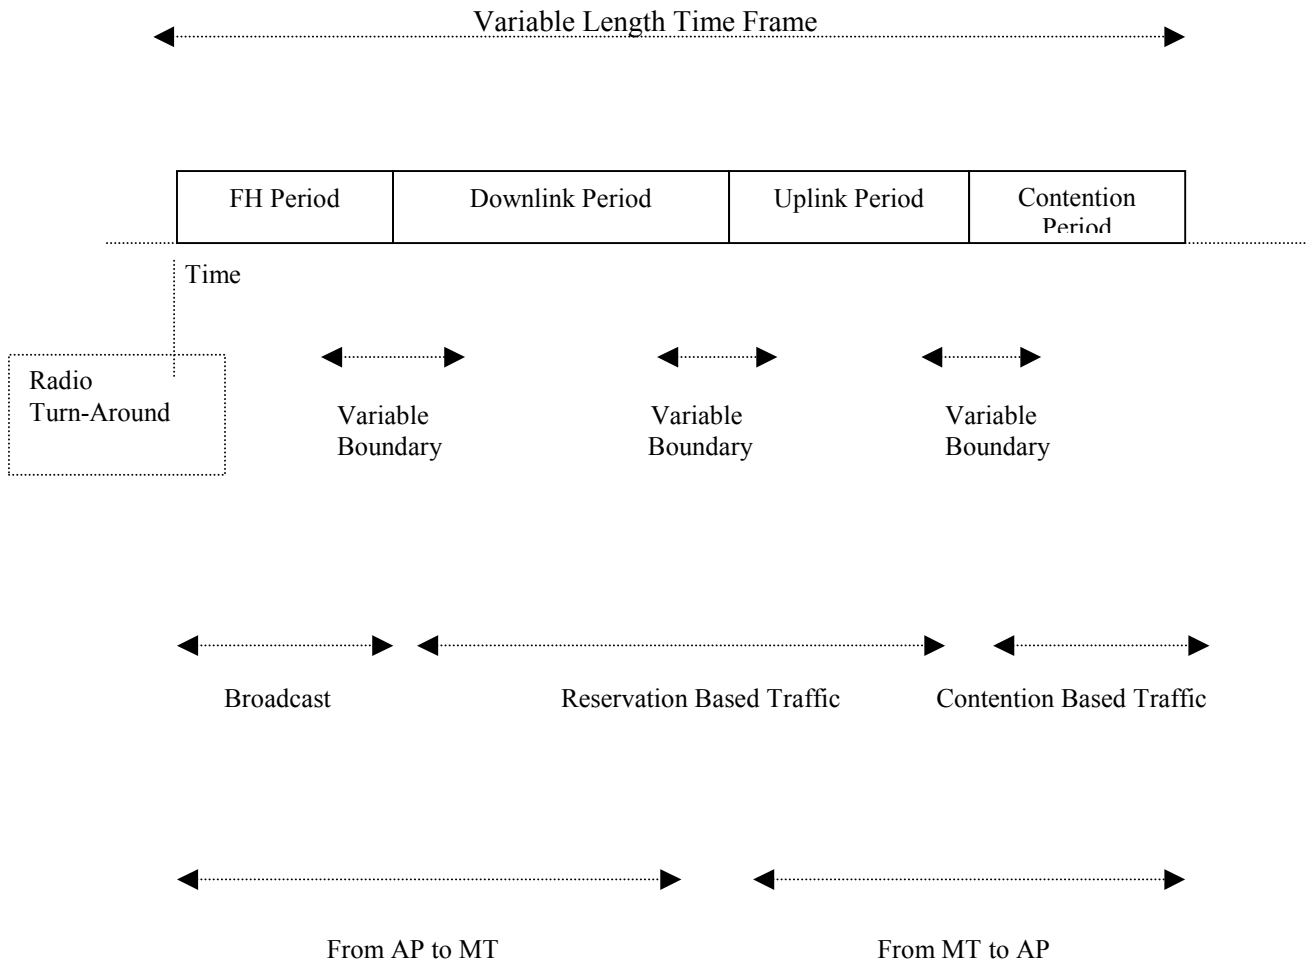 Variable Length Time Frame
FH Period
Downlink Period
Uplink Period
Contention
Period
Time
Radio
Turn-Around
Variable
Boundary
Variable
Boundary
Variable
Boundary
Broadcast
Reservation Based Traffic
Contention Based Traffic
From AP to MT
From MT to AP